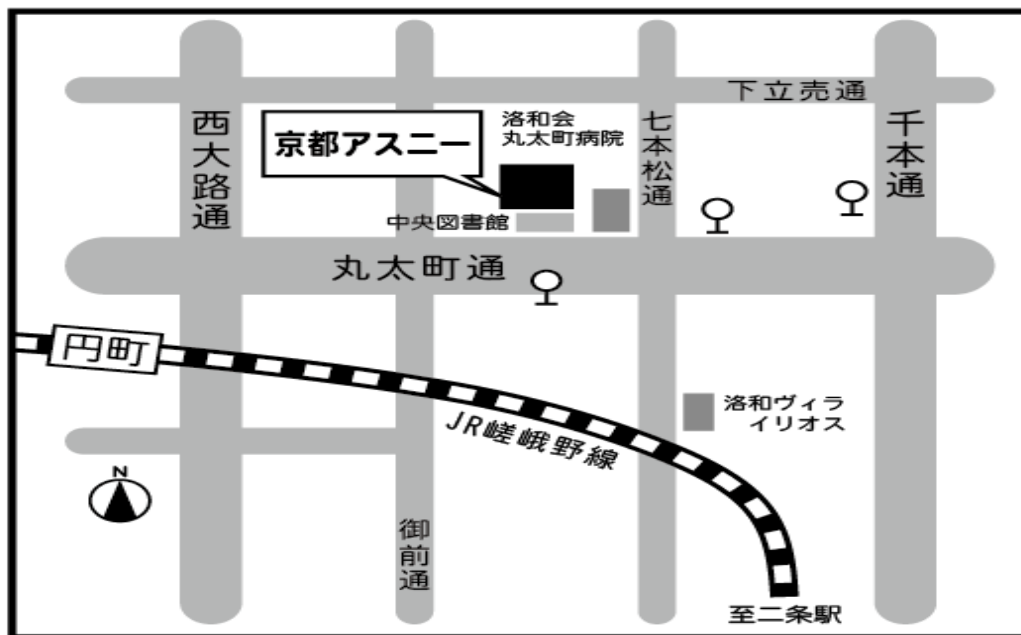 下立売通
西大路通
京都アスニー
洛和会
丸太町病院
七本松通
千本通
中央図書館
丸太町通
円町
洛和ヴィラ
イリオス
JR嵯峨野線
N
御前通
至二条駅